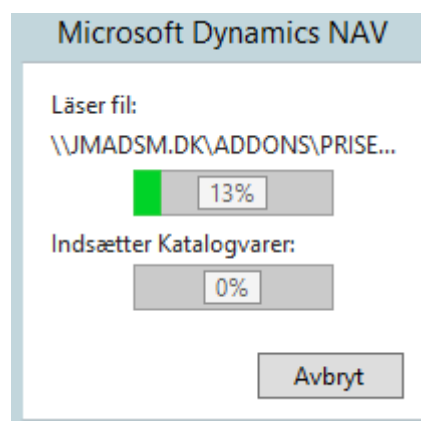 Microsoft Dynamics NAV
Läser fil:
\\JMADSM.DK\ADDONS\PRISE...
13%
Indsætter Katalogvarer:
0%
Avbryt